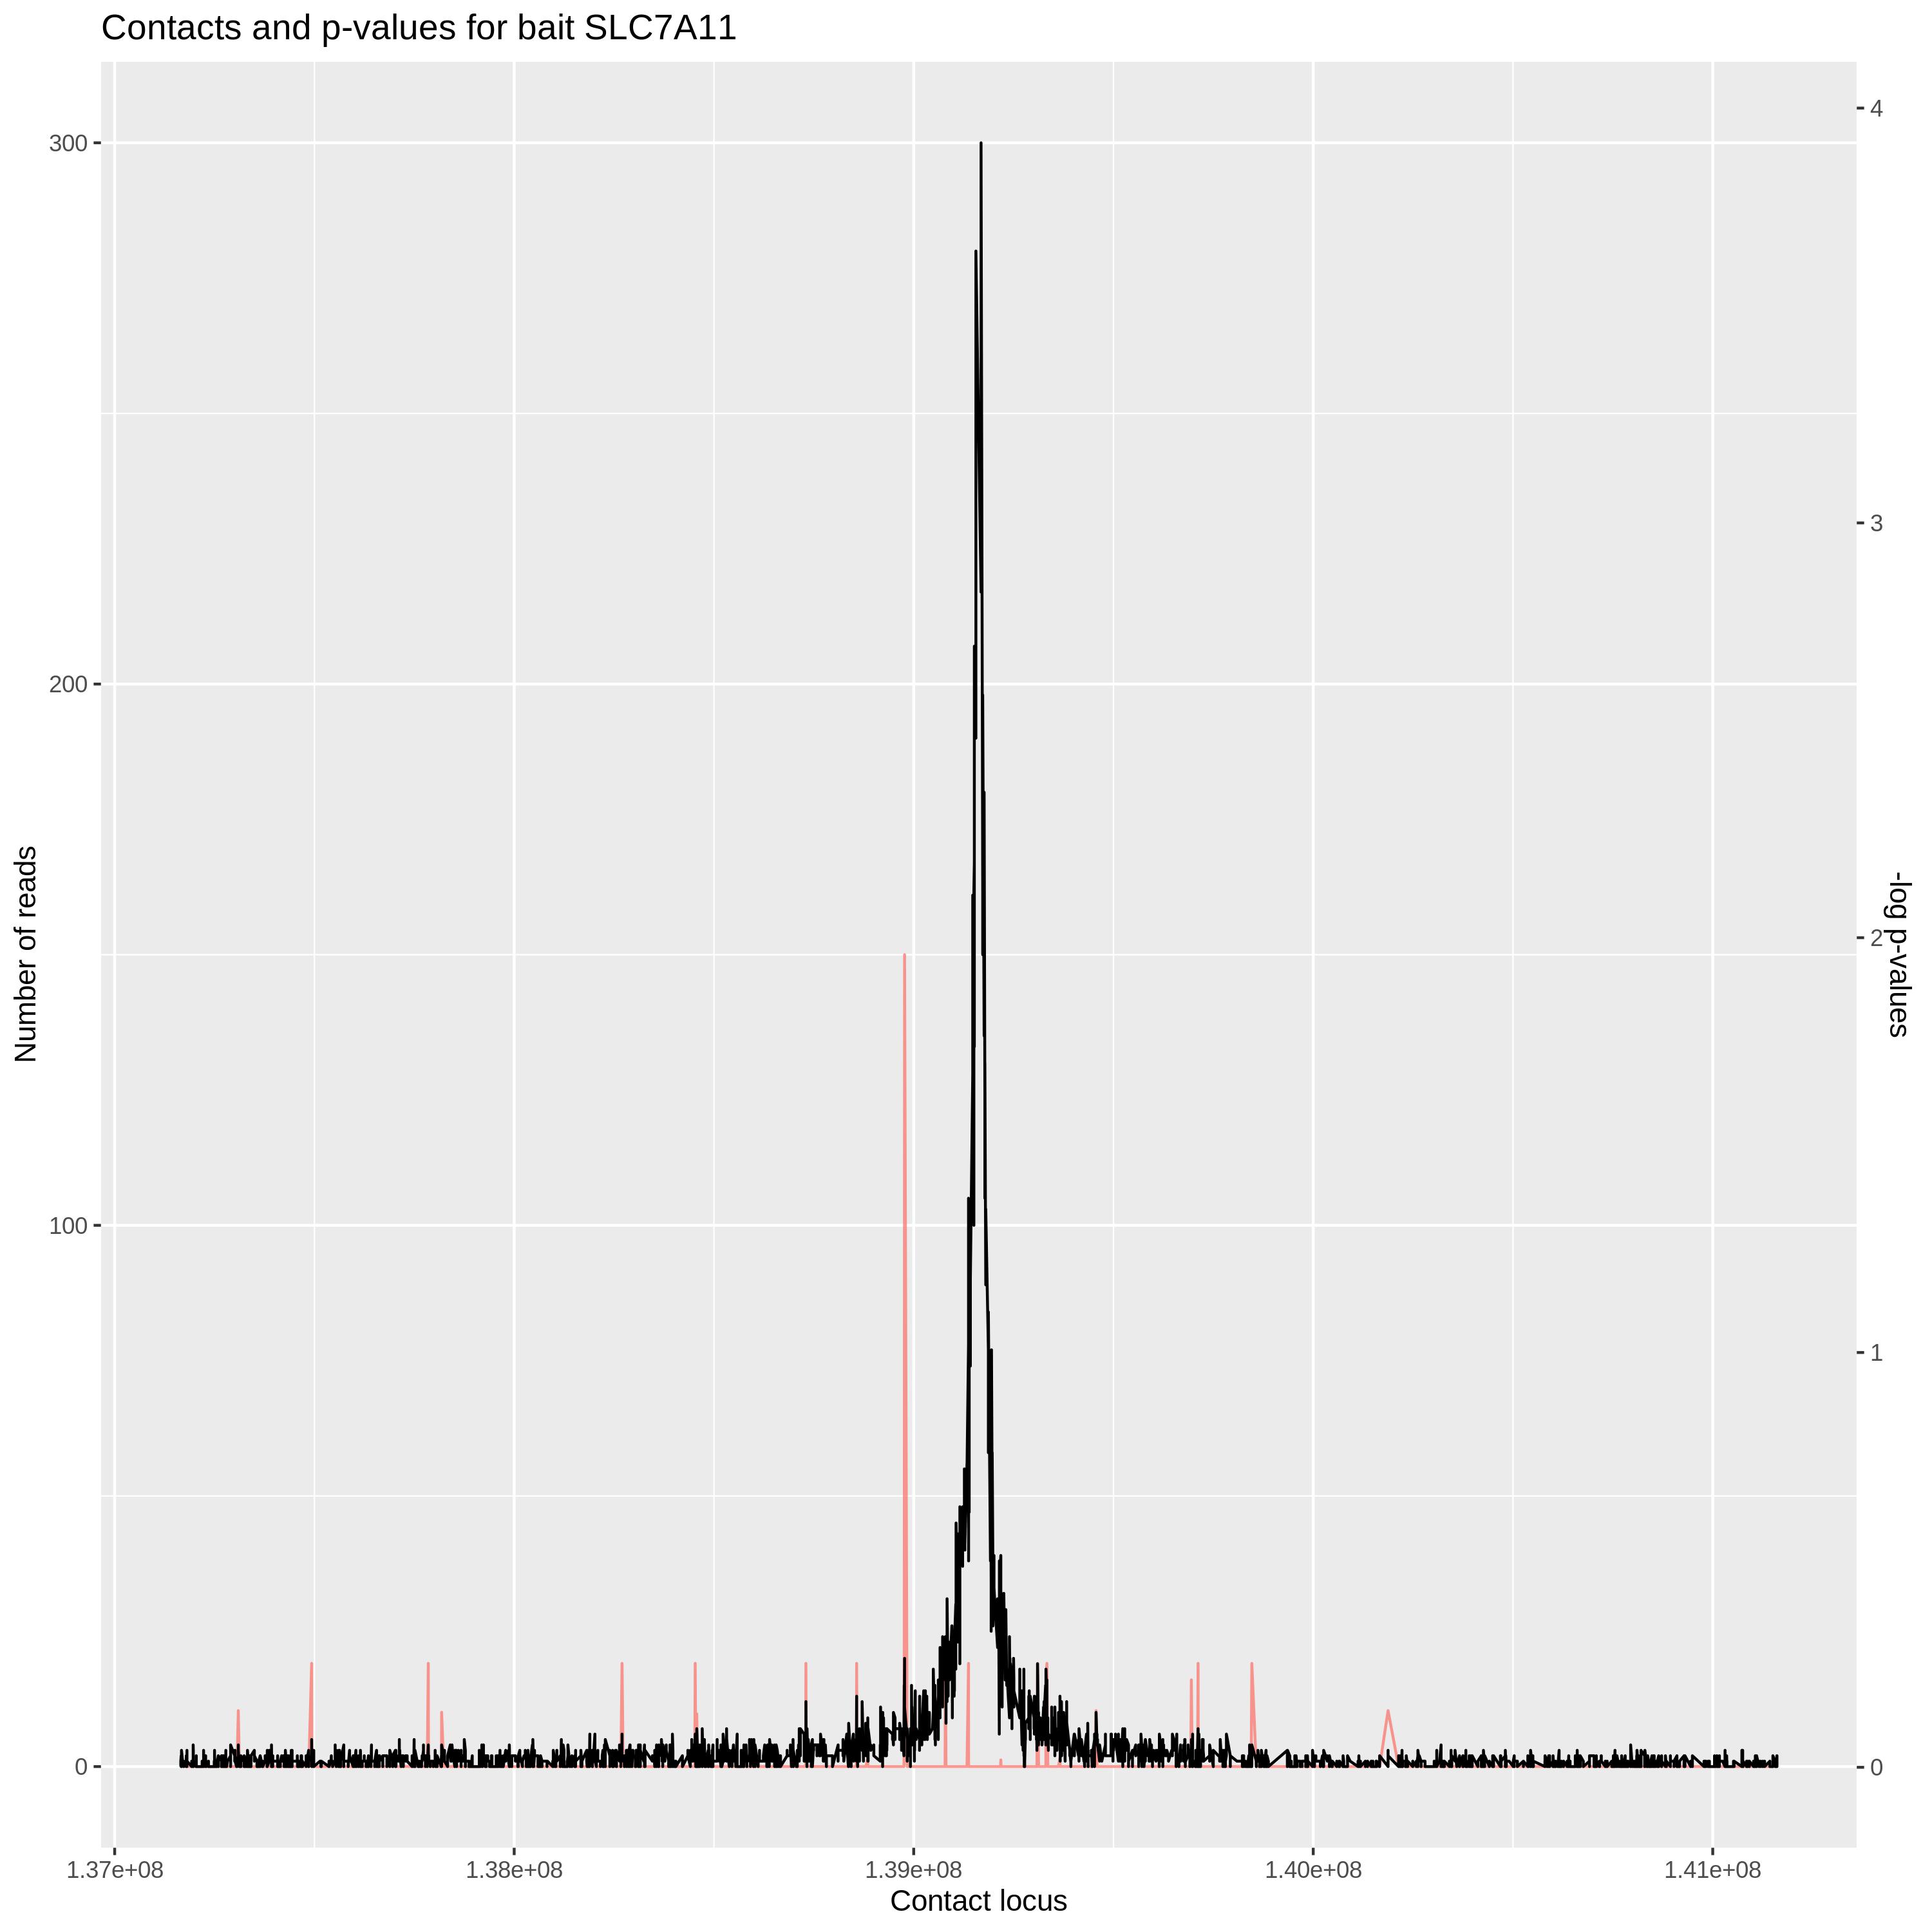 Contacts and p-values for bait SLC7A11
300
200
100
0
Number of reads
4
3
2
1
0
-log p-values
1.37e+08
1.38e+08
1.39e+08
1.40e+08
1.41e+08
Contact locus